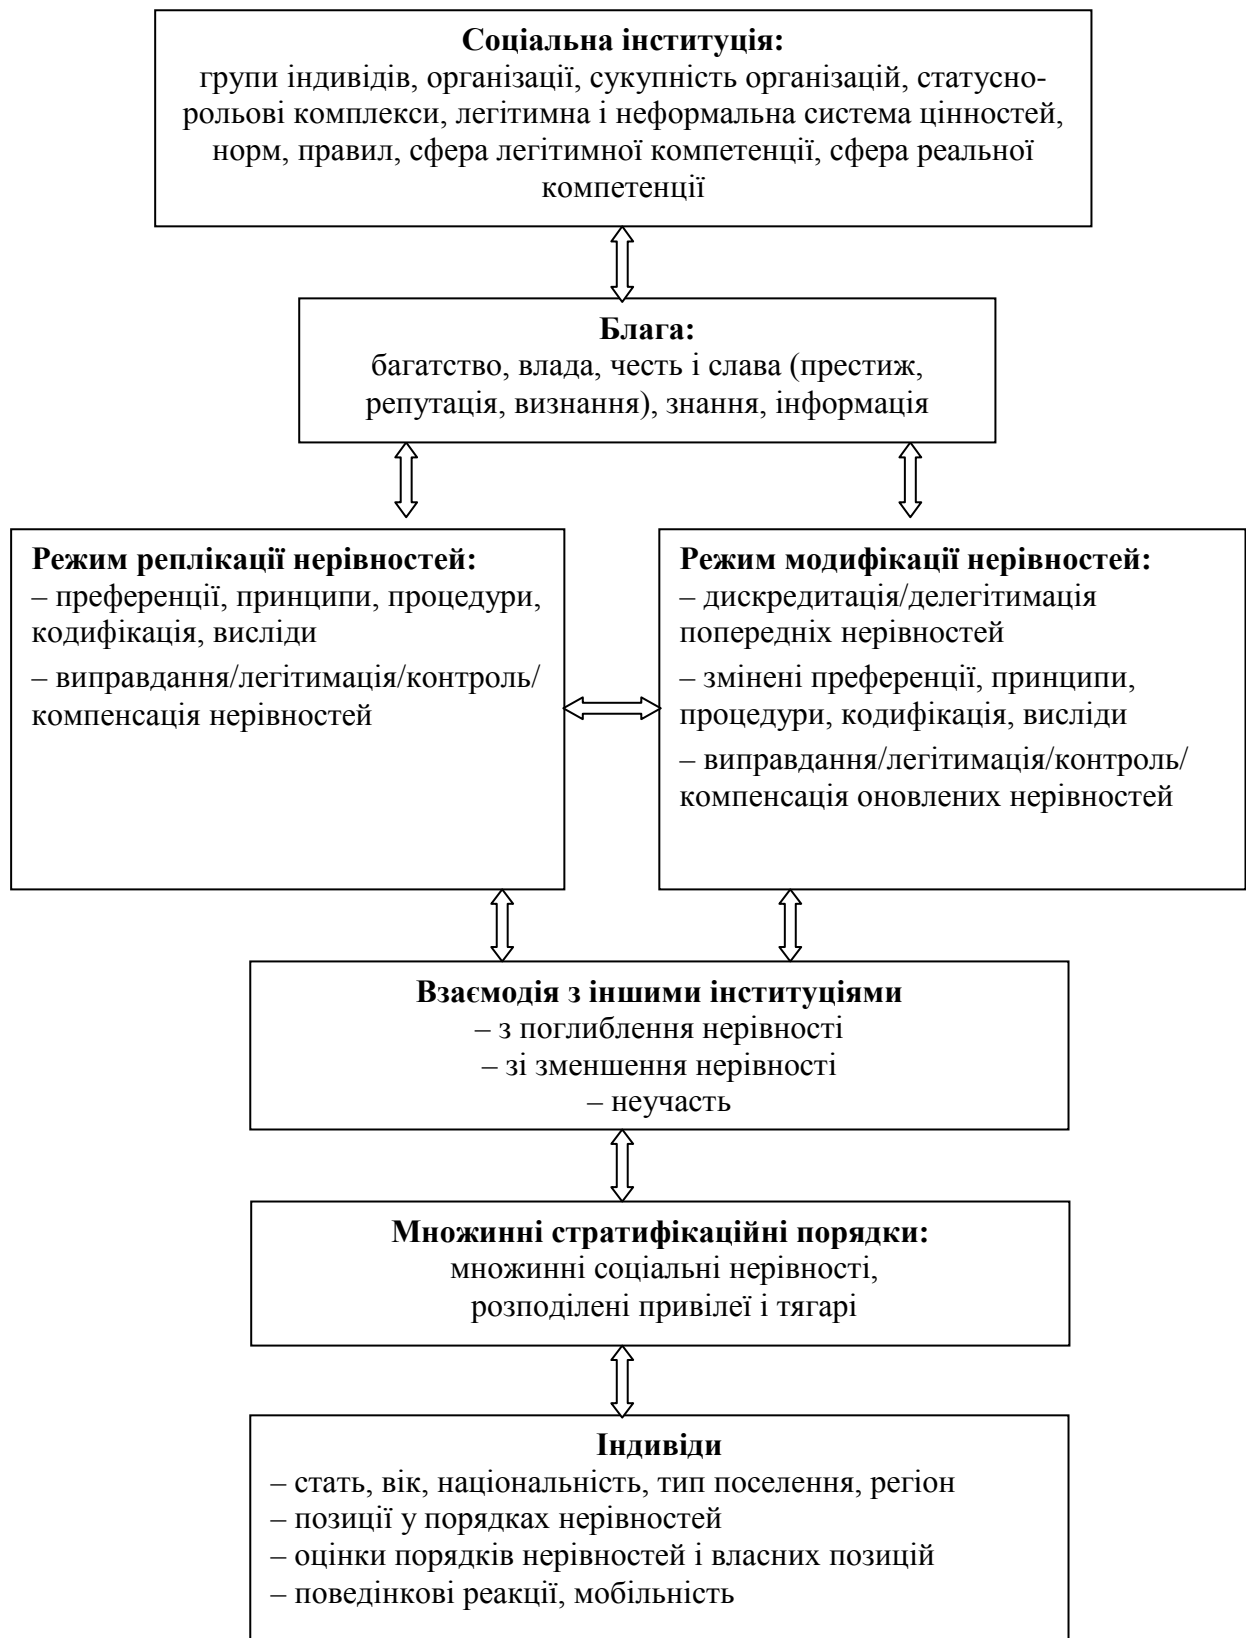 Соціальна інституція:
групи індивідів, організації, сукупність організацій, статусно-
рольові комплекси, легітимна і неформальна система цінностей,
норм, правил, сфера легітимної компетенції, сфера реальної
компетенції
Блага:
багатство, влада, честь і слава (престиж,
репутація, визнання), знання, інформація
Режим реплікації нерівностей:
– преференції, принципи, процедури,
кодифікація, висліди
– виправдання/легітимація/контроль/
компенсація нерівностей
Режим модифікації нерівностей:
– дискредитація/делегітимація
попередніх нерівностей
– змінені преференції, принципи,
процедури, кодифікація, висліди
– виправдання/легітимація/контроль/
компенсація оновлених нерівностей
Взаємодія з іншими інституціями
– з поглиблення нерівності
– зі зменшення нерівності
– неучасть
Множинні стратифікаційні порядки:
множинні соціальні нерівності,
розподілені привілеї і тягарі
Індивіди
– стать, вік, національність, тип поселення, регіон
– позиції у порядках нерівностей
– оцінки порядків нерівностей і власних позицій
– поведінкові реакції, мобільність